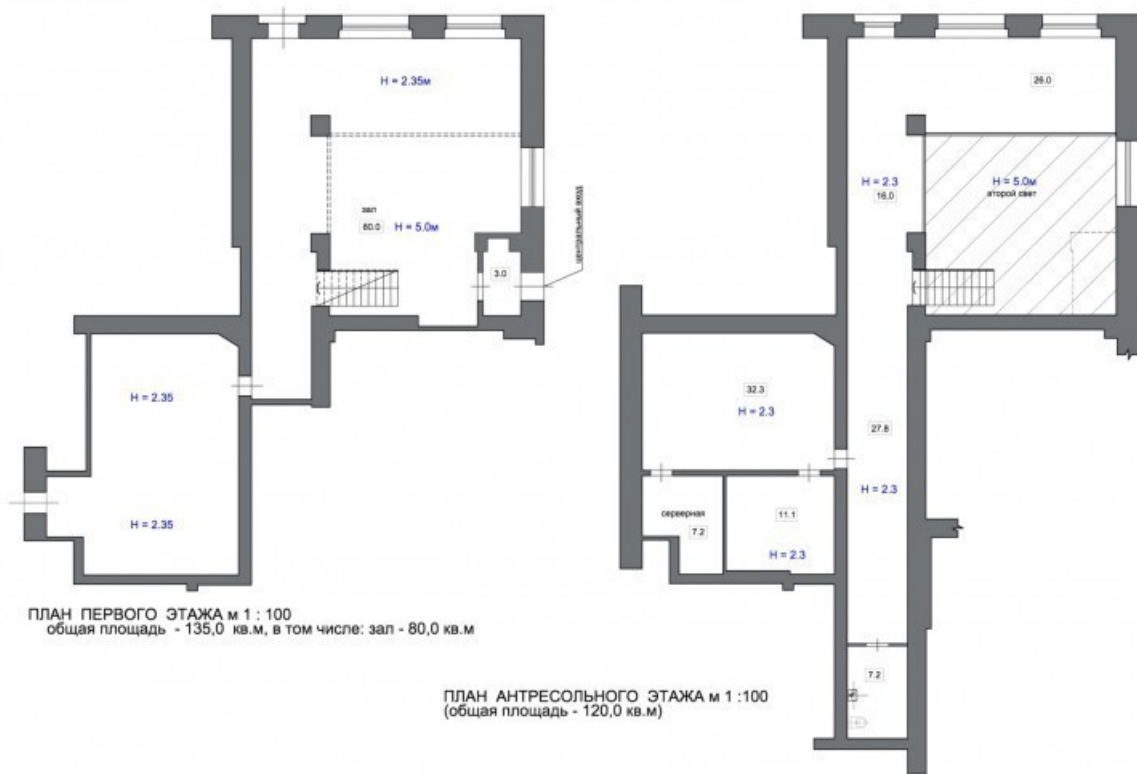 H = 2.35м
зал
80.0
H = 5.0м
3.0
центральный вход
H = 2.35
H = 2.35
ПЛАН ПЕРВОГО ЭТАЖА м 1 : 100
общая площадь - 135,0 кв.м, в том числе: зал - 80,0 кв.м
26.0
H = 2.3
16.0
H = 5.0м
второй свет
32.3
H = 2.3
27.8
H = 2.3
серверная
7.2
11.1
H = 2.3
7.2
ПЛАН АНТРЕСОЛЬНОГО ЭТАЖА м 1 :100
(общая площадь - 120,0 кв.м)